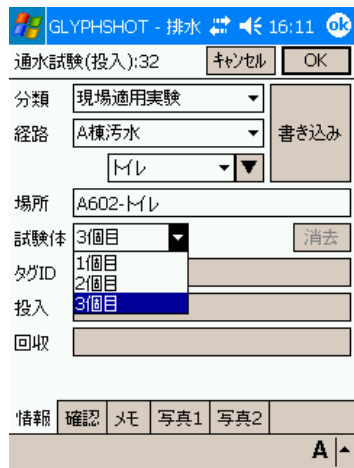 GLYPHSHOT - 排水 16:11 ok
通水試験(投入):32 キャンセル OK
分類 現場適用実験
経路 A棟汚水 書き込み
トイレ
場所 A602-トイレ
試験体 3個目 消去
1個目
タグID
2個目
投入 3個目
回収
情報 確認 メモ 写真1 写真2
A